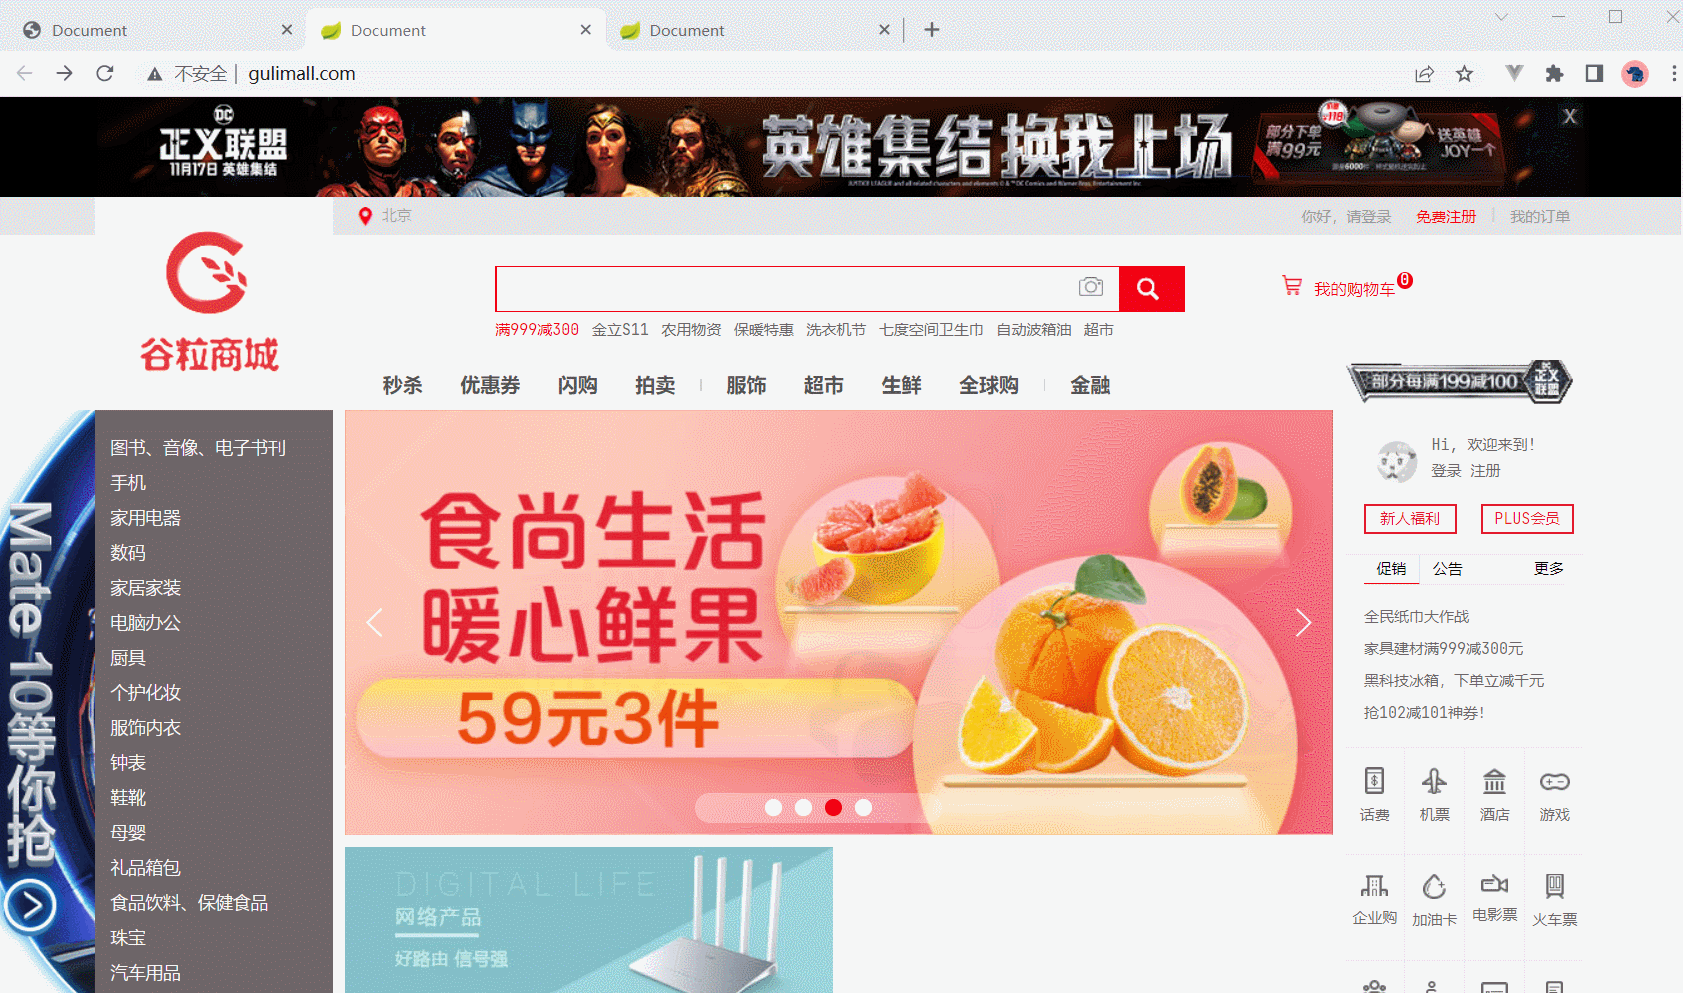 Document
Document
Document
不安全 | gulimall.com
DC
正义联盟
11月17日 英雄集结
英雄集结 换我上场
部分下单
满99元
送英雄
JOY一个
X
北京
你好，请登录
免费注册
我的订单
谷粒商城
我的购物车 0
满999减300 金立S11 农用物资 保暖特惠 洗衣机节 七度空间卫生巾 自动波箱油 超市
秒杀 优惠券 闪购 拍卖 服饰 超市 生鲜 全球购 金融
部分每满199减100
正义
联盟
Mate 10等你抢
图书、音像、电子书刊
手机
家用电器
数码
家居家装
电脑办公
厨具
个护化妆
服饰内衣
钟表
鞋靴
母婴
礼品箱包
食品饮料、保健食品
珠宝
汽车用品
食尚生活
暖心鲜果
59元3件
DIGITAL LIFE
网络产品
好路由 信号强
Hi, 欢迎来到!
登录 注册
新人福利
PLUS会员
促销 公告 更多
全民纸巾大作战
家具建材满999减300元
黑科技冰箱，下单立减千元
抢102减101神券!
话费 机票 酒店 游戏
企业购 加油卡 电影票 火车票